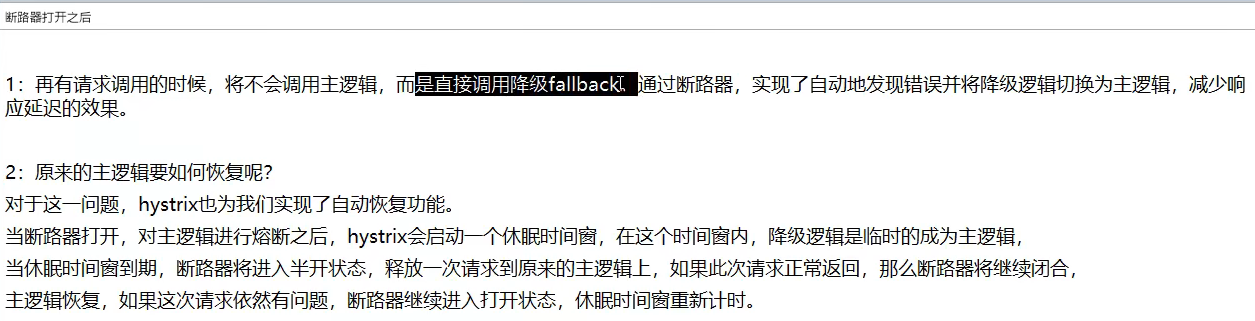 断路器打开之后
1：再有请求调用的时候，将不会调用主逻辑，而是直接调用降级fallback。通过断路器，实现了自动地发现错误并将降级逻辑切换为主逻辑，减少响
应延迟的效果。
2：原来的主逻辑要如何恢复呢？
对于这一问题，hystrix也为我们实现了自动恢复功能。
当断路器打开，对主逻辑进行熔断之后，hystrix会启动一个休眠时间窗，在这个时间窗内，降级逻辑是临时的成为主逻辑，
当休眠时间窗到期，断路器将进入半开状态，释放一次请求到原来的主逻辑上，如果此次请求正常返回，那么断路器将继续闭合，
主逻辑恢复，如果这次请求依然有问题，断路器继续进入打开状态，休眠时间窗重新计时。